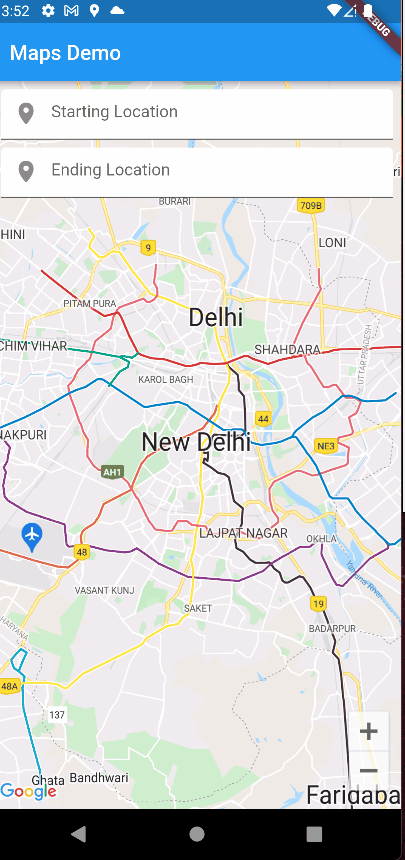 3:52
DEBUG
Maps Demo
Starting Location
Ending Location
BURARI
709B
HINI
9
LONI
PITAM PURA
Delhi
CHIM VIHAR
SHAHDARA
UTTAR PRADESH
KAROL BAGH
44
NAKPURI
New Delhi
NE3
AH1
LAJPAT NAGAR
OKHLA
48
Yamuna River
VASANT KUNJ
19
SAKET
HARYANA
BADARPUR
48A
137
+
−
Ghata
Bandhwari
Google
Faridaba